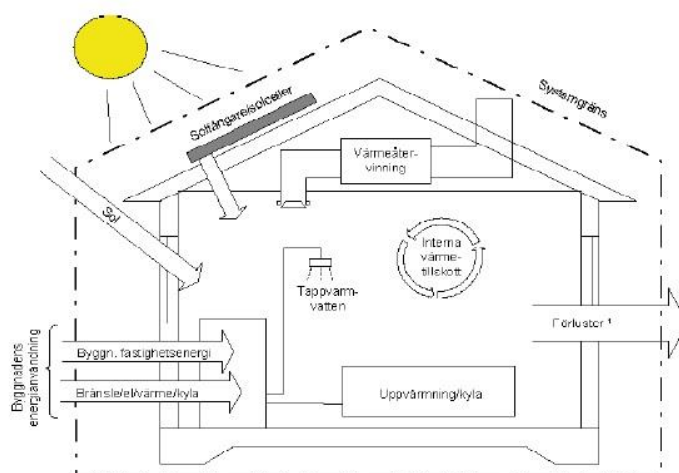 Systemgräns
Solfångare/solceller
Värmeåter-
vinning
Sol
Interna
värme-
tillskott
Tappvarm-
vatten
Förluster ¹
Byggnadens
energianvändning
Byggn. fastighetsenergi
Bränsle/el/värme/kyla
Uppvärmning/kyla